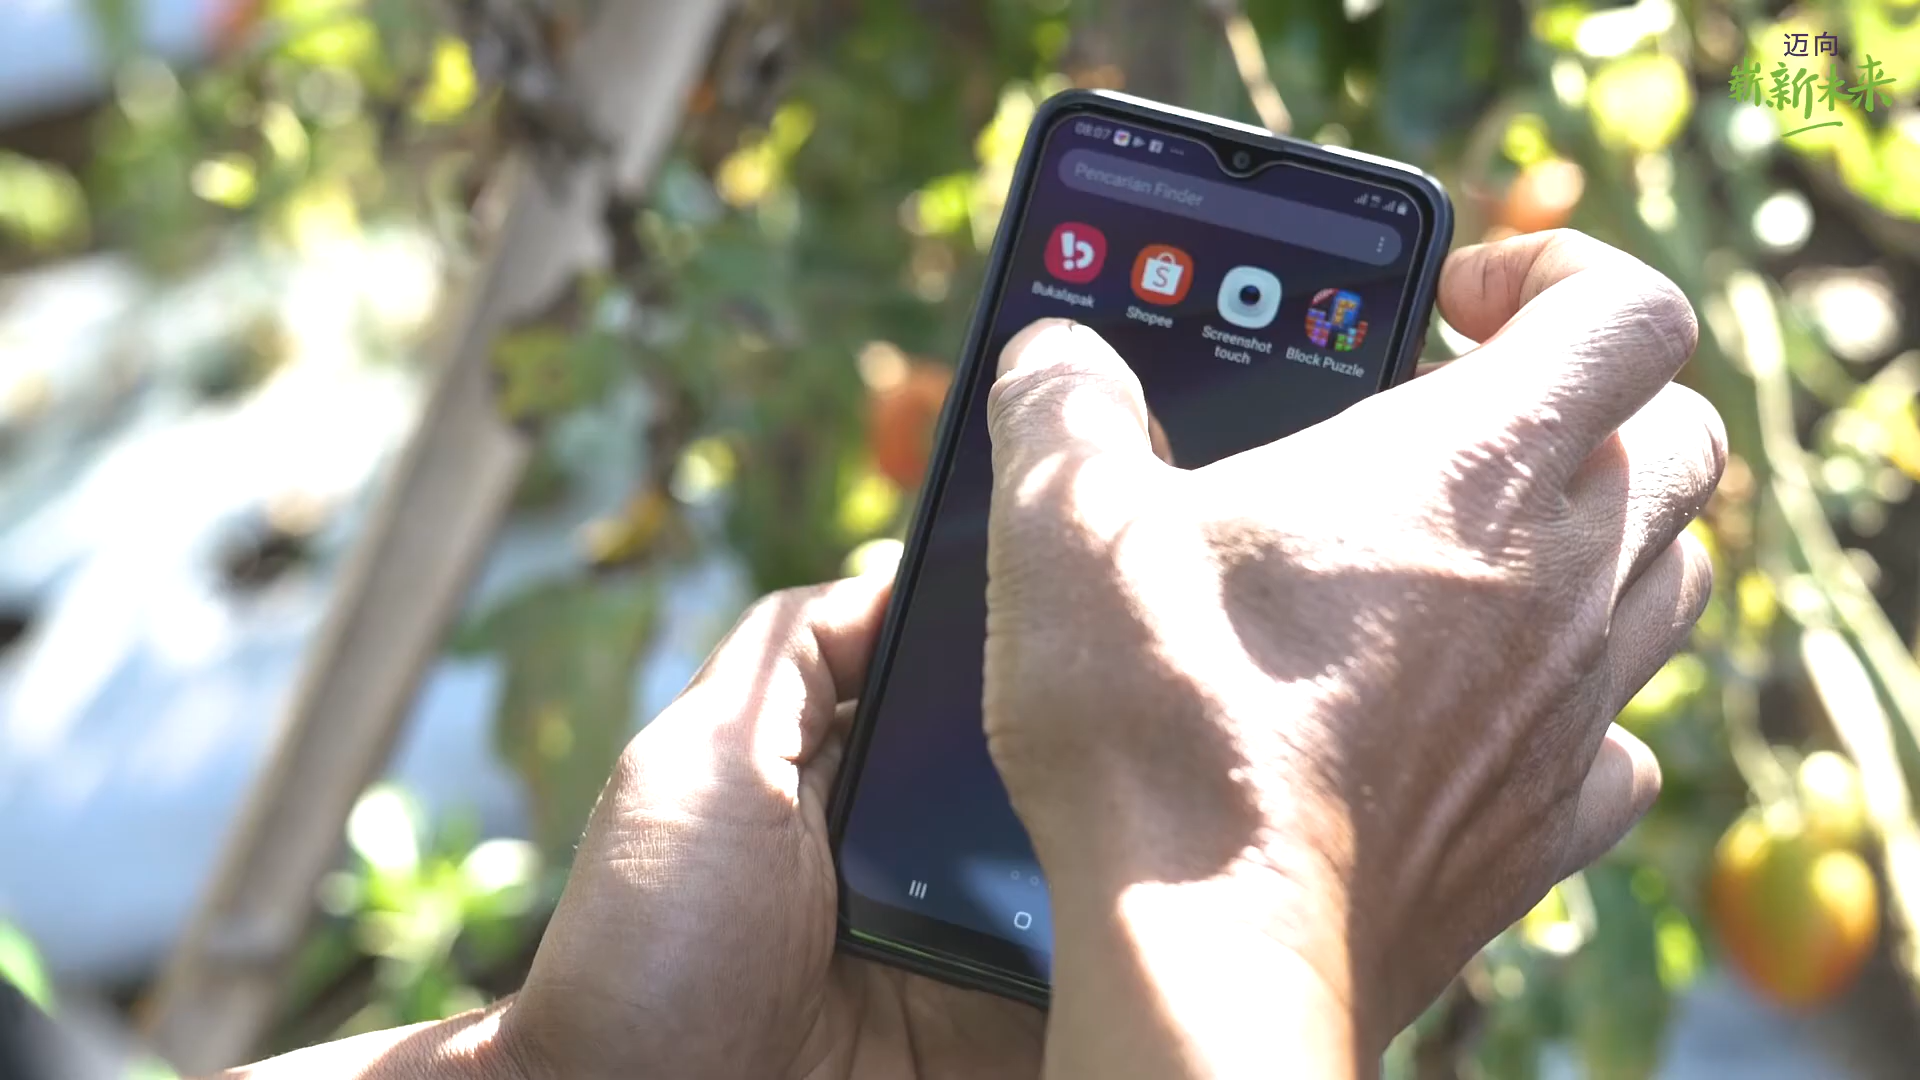 迈向
崭新未来
08:07
Pencarian Finder
Bukalapak
Shopee
Screenshot
touch
Block Puzzle